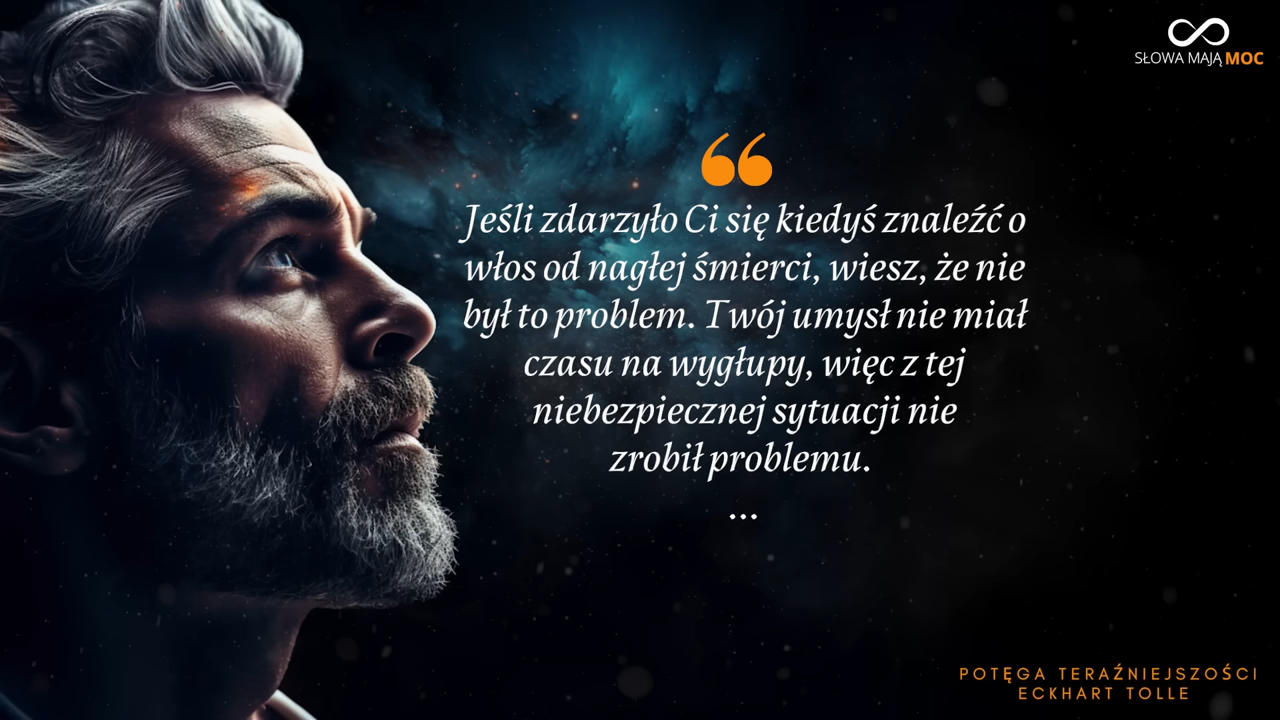 SŁOWA MAJĄ MOC
Jeśli zdarzyło Ci się kiedyś znaleźć o
włos od nagłej śmierci, wiesz, że nie
był to problem. Twój umysł nie miał
czasu na wygłupy, więc z tej
niebezpiecznej sytuacji nie
zrobił problemu.
...
POTĘGA TERAŹNIEJSZOŚCI
ECKHART TOLLE